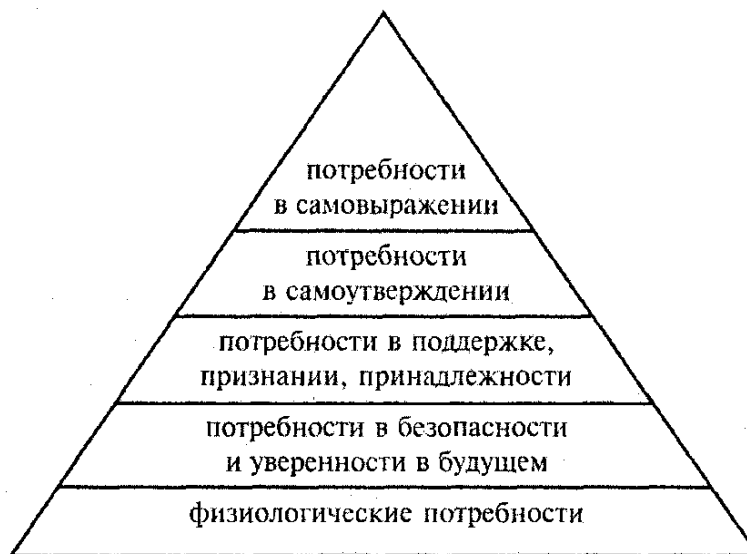 потребности
в самовыражении
потребности
в самоутверждении
потребности в поддержке,
признании, принадлежности
потребности в безопасности
и уверенности в будущем
физиологические потребности